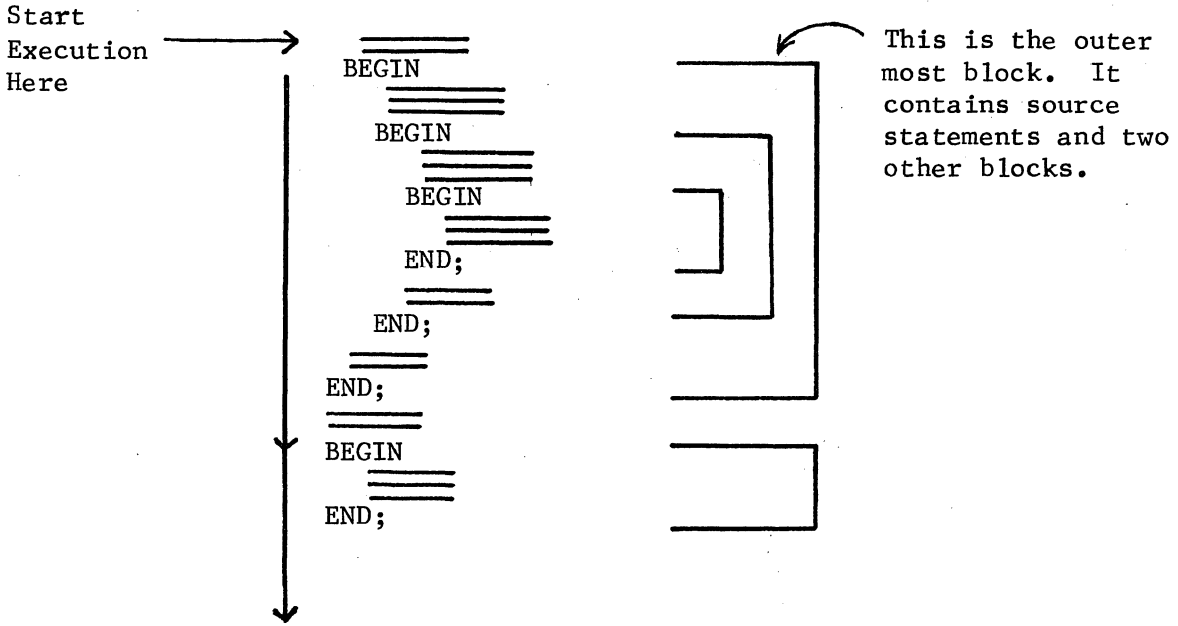 Start
Execution
Here
BEGIN
BEGIN
BEGIN
END;
END;
END;
BEGIN
END;
This is the outer
most block. It
contains source
statements and two
other blocks.